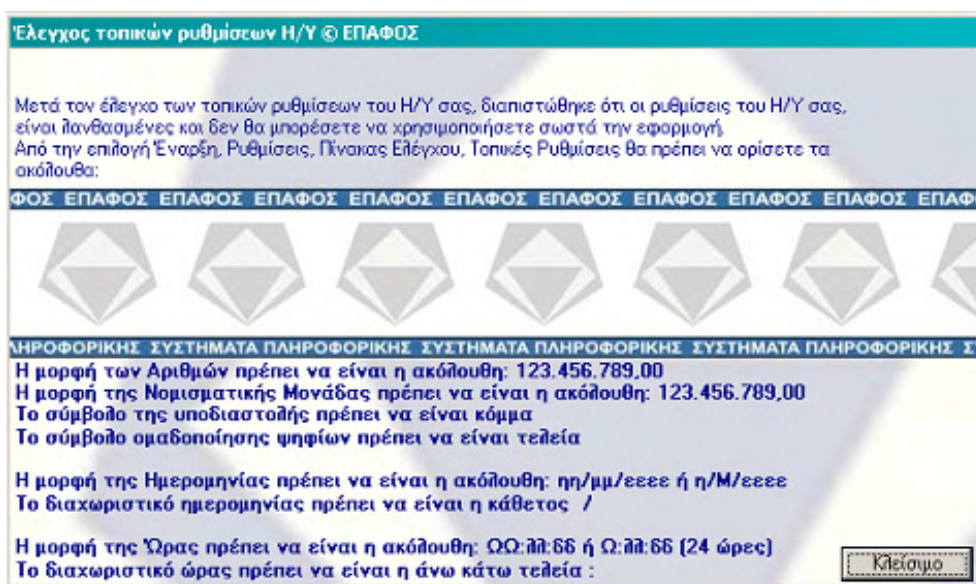 Έλεγχος τοπικών ρυθμίσεων Η/Υ © ΕΠΑΦΟΣ
Μετά τον έλεγχο των τοπικών ρυθμίσεων του Η/Υ σας, διαπιστώθηκε ότι οι ρυθμίσεις του Η/Υ σας,
είναι λανθασμένες και δεν θα μπορέσετε να χρησιμοποιήσετε σωστά την εφαρμογή.
Από την επιλογή Έναρξη, Ρυθμίσεις, Πίνακας Ελέγχου, Τοπικές Ρυθμίσεις θα πρέπει να ορίσετε τα
ακόλουθα:
ΦΟΣ ΕΠΑΦΟΣ ΕΠΑΦΟΣ ΕΠΑΦΟΣ ΕΠΑΦΟΣ ΕΠΑΦΟΣ ΕΠΑΦΟΣ ΕΠΑΦΟΣ ΕΠΑΦΟΣ ΕΠΑΦΟΣ ΕΠΑΦ
ΛΗΡΟΦΟΡΙΚΗΣ ΣΥΣΤΗΜΑΤΑ ΠΛΗΡΟΦΟΡΙΚΗΣ ΣΥΣΤΗΜΑΤΑ ΠΛΗΡΟΦΟΡΙΚΗΣ ΣΥΣΤΗΜΑΤΑ ΠΛΗΡΟΦΟΡΙΚΗΣ Σ
Η μορφή των Αριθμών πρέπει να είναι η ακόλουθη: 123.456.789,00
Η μορφή της Νομισματικής Μονάδας πρέπει να είναι η ακόλουθη: 123.456.789,00
Το σύμβολο της υποδιαστολής πρέπει να είναι κόμμα
Το σύμβολο ομαδοποίησης ψηφίων πρέπει να είναι τελεία
Η μορφή της Ημερομηνίας πρέπει να είναι η ακόλουθη: ηη/μμ/εεεε ή η/Μ/εεεε
Το διαχωριστικό ημερομηνίας πρέπει να είναι η κάθετος /
Η μορφή της Ώρας πρέπει να είναι η ακόλουθη: ΩΩ:λλ:δδ ή Ω:λλ:δδ (24 ώρες)
Το διαχωριστικό ώρας πρέπει να είναι η άνω κάτω τελεία :
Κλείσιμο